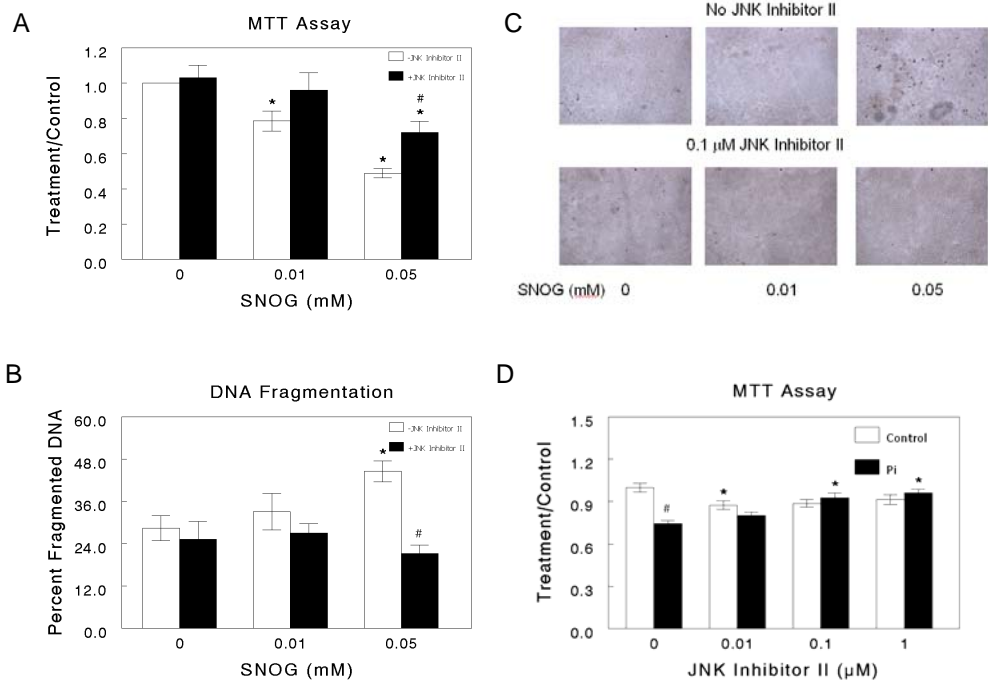 A
MTT Assay
1.2
1.0
0.8
0.6
0.4
0.2
0.0
Treatment/Control
-JNK Inhibitor II
+JNK Inhibitor II
*
*
#
*
0 0.01 0.05
SNOG (mM)
C
No JNK Inhibitor II
0.1 μM JNK Inhibitor II
SNOG (mM) 0 0.01 0.05
B
DNA Fragmentation
60.0
48.0
36.0
24.0
12.0
0.0
Percent Fragmented DNA
-JNK Inhibitor II
+JNK Inhibitor II
*
#
0 0.01 0.05
SNOG (mM)
D
MTT Assay
1.5
1.2
0.9
0.6
0.3
0.0
Treatment/Control
Control
Pi
#
*
*
*
0 0.01 0.1 1
JNK Inhibitor II (μM)